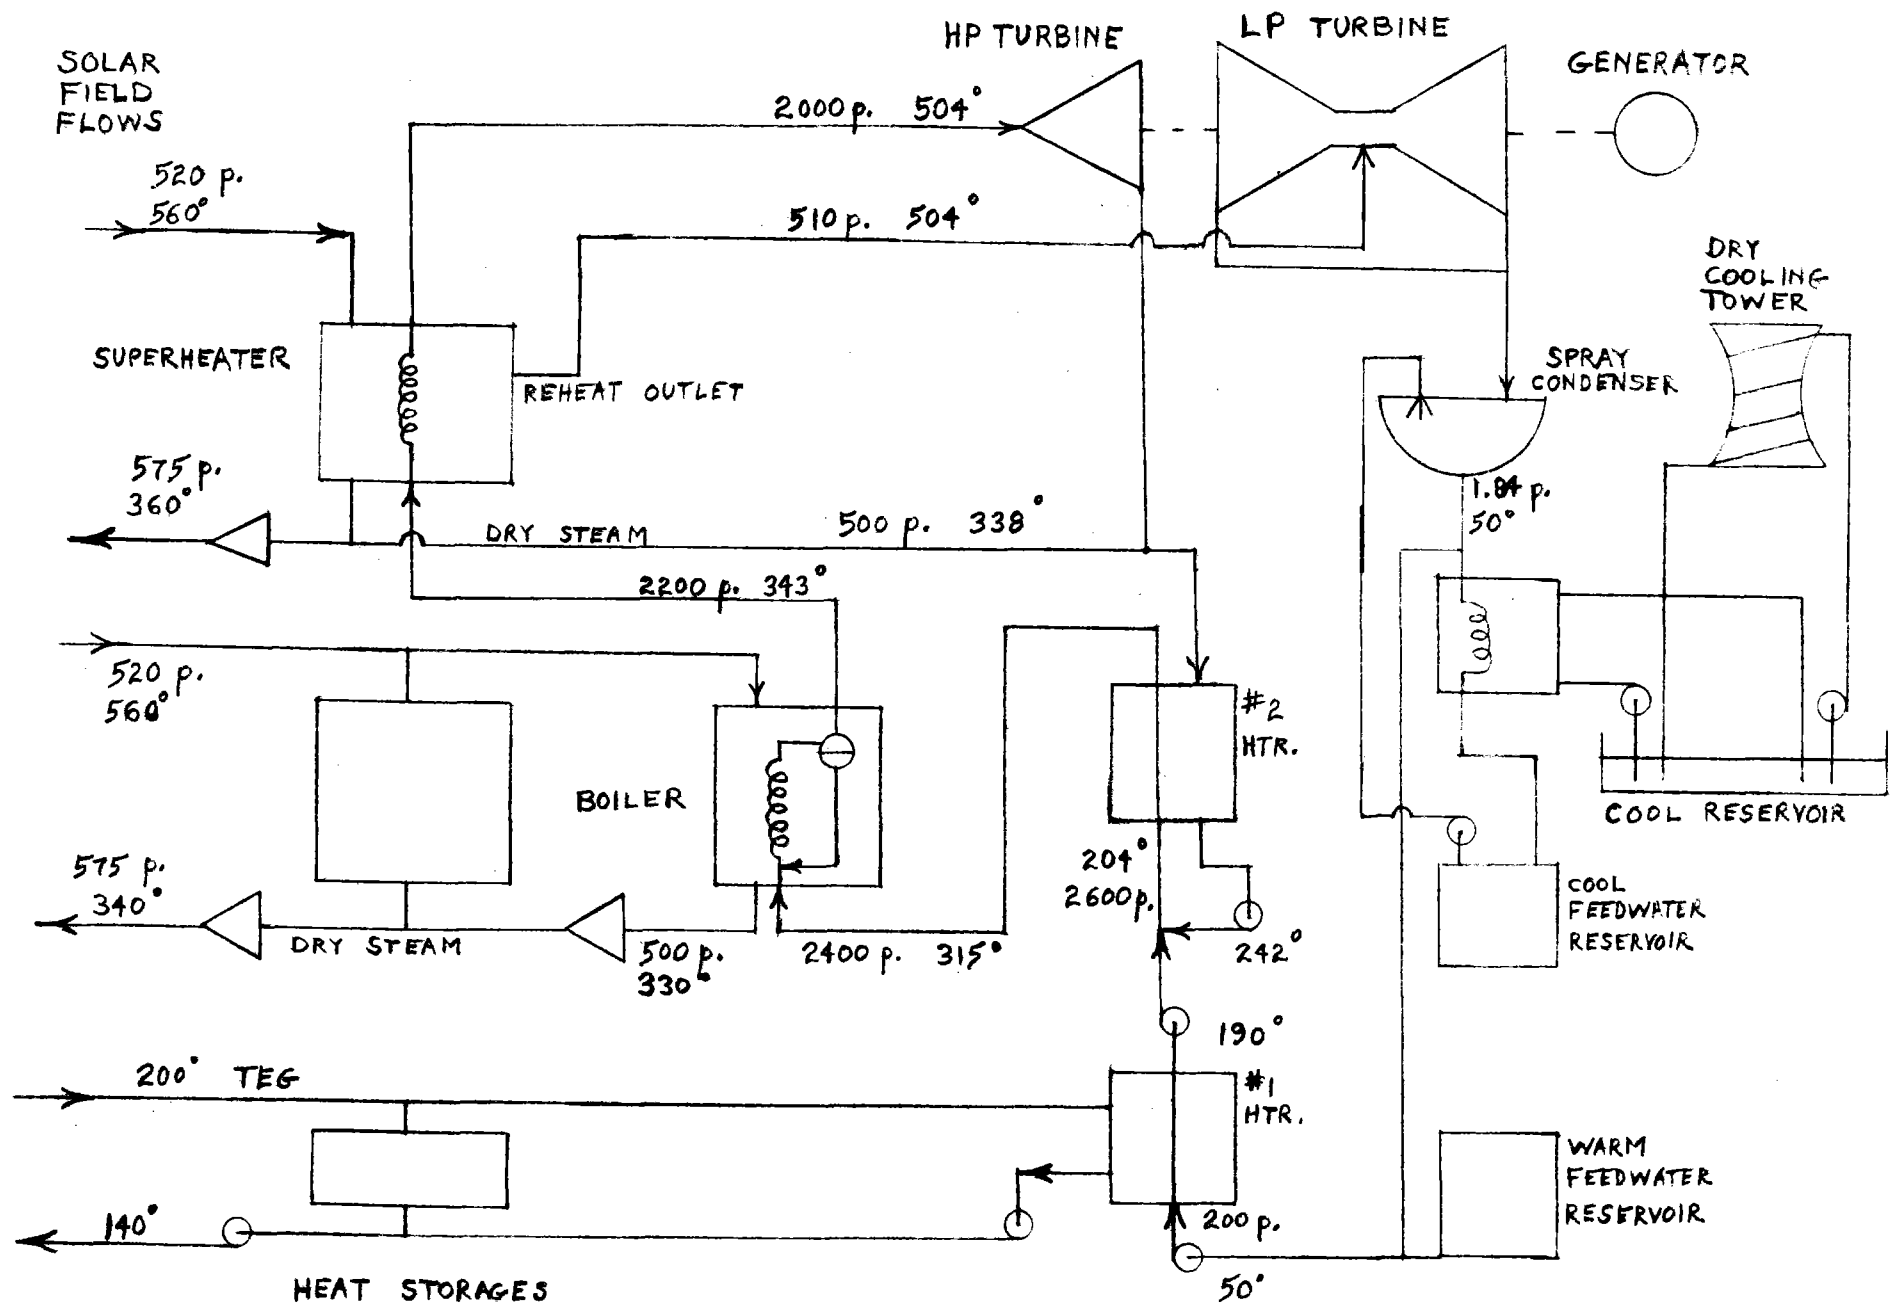 HP TURBINE
LP TURBINE
GENERATOR
SOLAR
FIELD
FLOWS
2000 p. 504°
520 p.
560°
510 p. 504°
DRY
COOLING
TOWER
SUPERHEATER
REHEAT OUTLET
SPRAY
CONDENSER
575 p.
360°
DRY STEAM
500 p. 338°
1.84 p.
50°
2200 p. 343°
520 p.
560°
#2
HTR.
BOILER
COOL RESERVOIR
575 p.
340°
DRY STEAM
500 p.
330°
2400 p. 315°
204°
2600 p.
242°
COOL
FEEDWATER
RESERVOIR
190°
200° TEG
#1
HTR.
WARM
FEEDWATER
RESERVOIR
140°
200 p.
50°
HEAT STORAGES